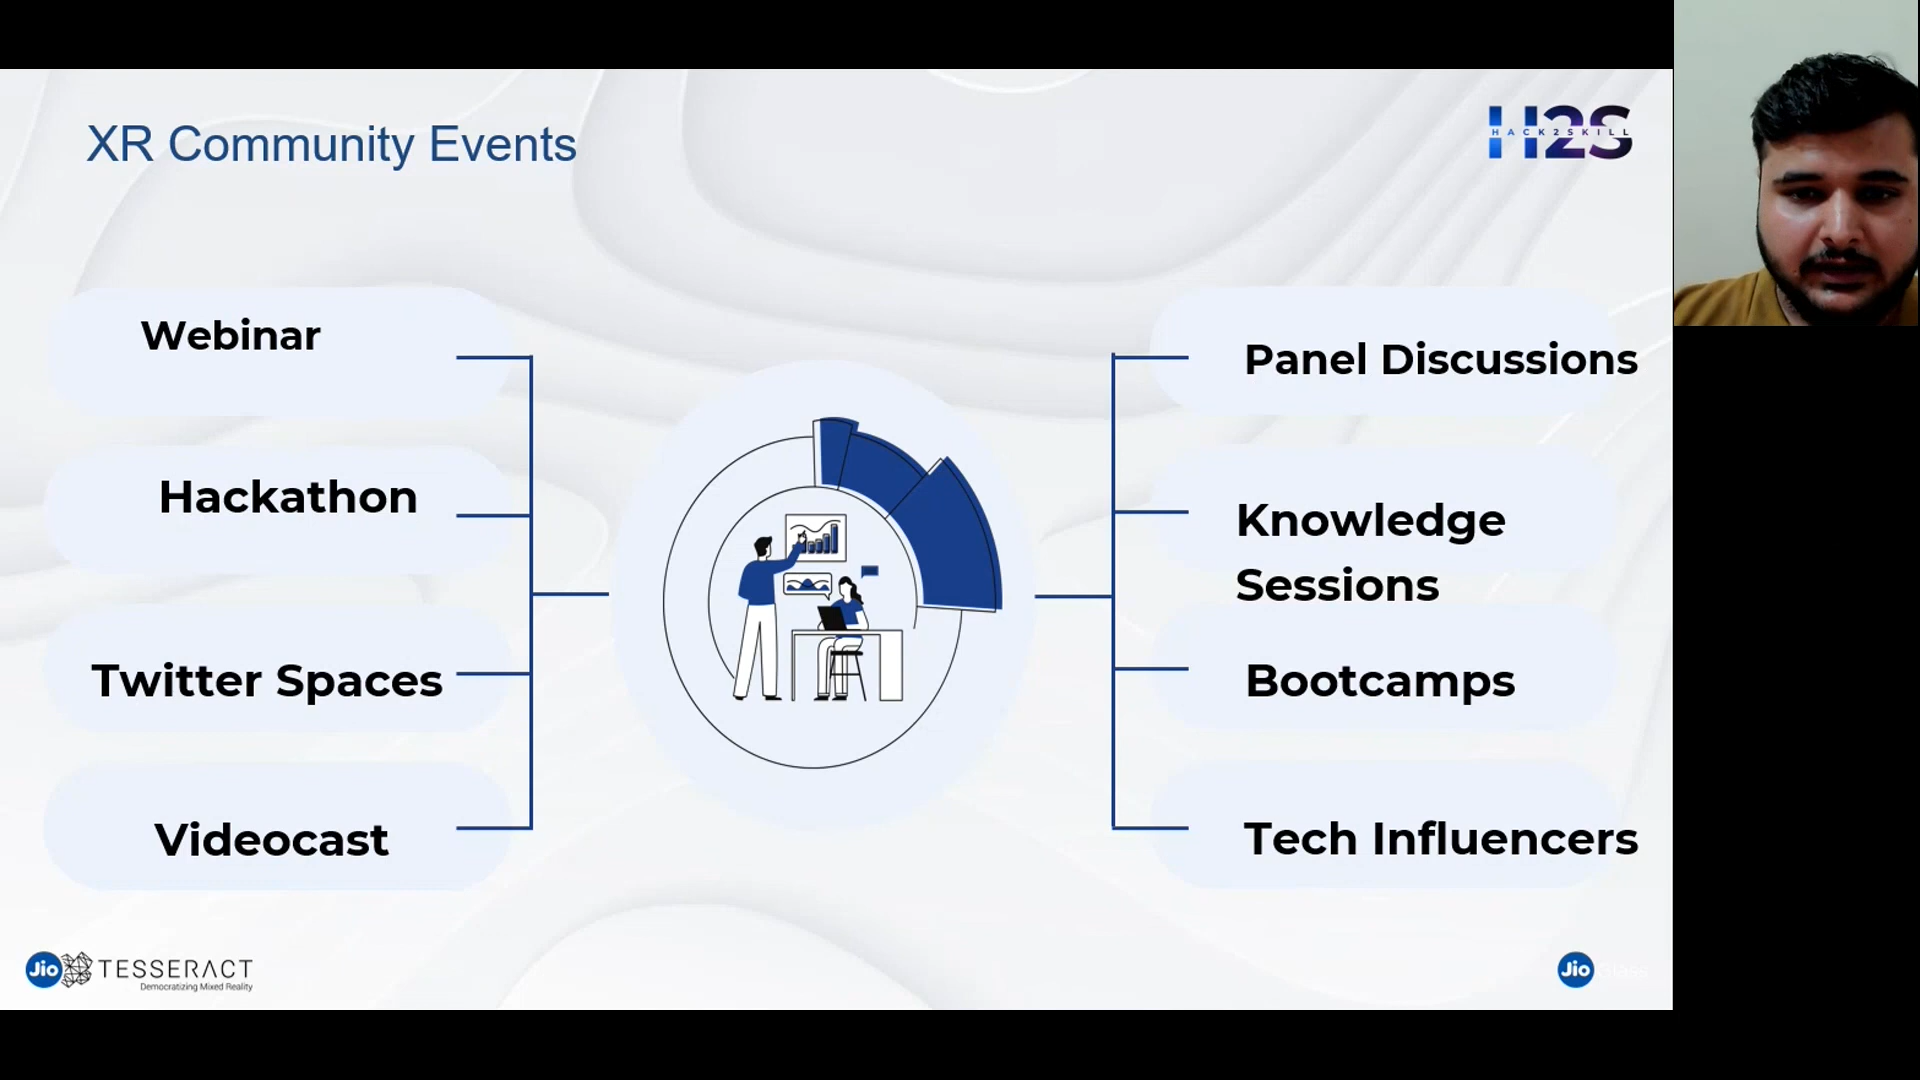 XR Community Events
H2S
HACK2SKILL
Webinar
Hackathon
Twitter Spaces
Videocast
Panel Discussions
Knowledge
Sessions
Bootcamps
Tech Influencers
Jio TESSERACT
Democratizing Mixed Reality
Jio